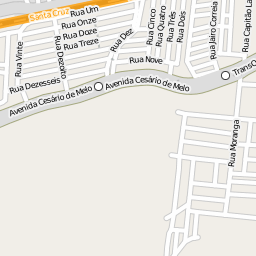 Santa Cruz
Rua Um
Rua Onze
Rua Doze
Rua Treze
Rua Vinte
Rua Dezoito
Rua Dezesseis
Rua Dez
Rua Nove
Rua Cinco
Rua Quatro
Rua Três
Rua Dois
Rua Jairo Correia
Rua Capitão La
TransO
Avenida Cesário de Melo
Avenida Cesário de Melo
Rua Moranga